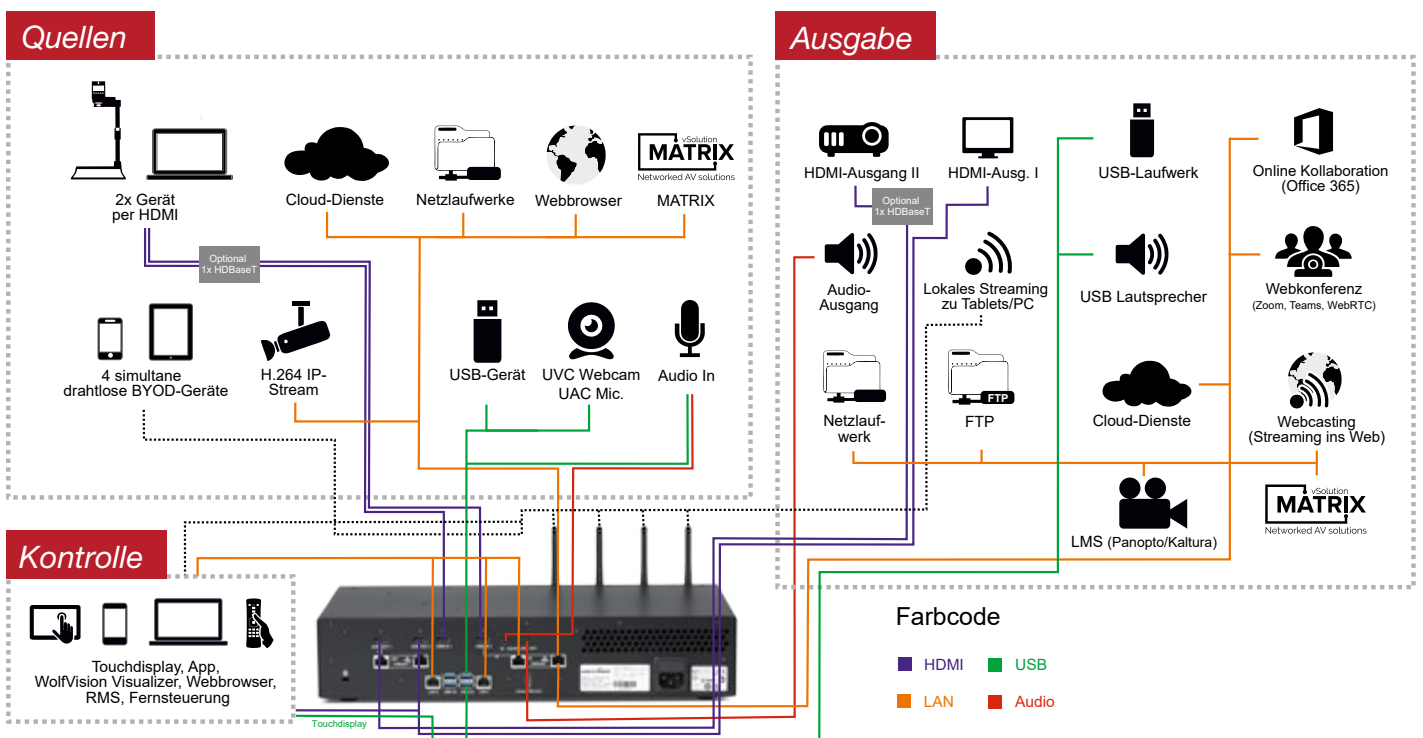 Quellen
2x Gerät
per HDMI
Cloud-Dienste
Netzlaufwerke
Webbrowser
vSolution
MATRIX
Networked AV solutions
MATRIX
Optional
1x HDBaseT
4 simultane
drahtlose BYOD-Geräte
H.264 IP-
Stream
USB-Gerät
UVC Webcam
UAC Mic.
Audio In
Ausgabe
HDMI-Ausgang II
HDMI-Ausg. I
USB-Laufwerk
Online Kollaboration
(Office 365)
Optional
1x HDBaseT
Audio-
Ausgang
Lokales Streaming
zu Tablets/PC
USB Lautsprecher
Webkonferenz
(Zoom, Teams, WebRTC)
Netzlauf-
werk
FTP
FTP
Cloud-Dienste
Webcasting
(Streaming ins Web)
LMS (Panopto/Kaltura)
vSolution
MATRIX
Networked AV solutions
Kontrolle
Touchdisplay, App,
WolfVision Visualizer, Webbrowser,
RMS, Fernsteuerung
Touchdisplay
Farbcode
HDMI
USB
LAN
Audio